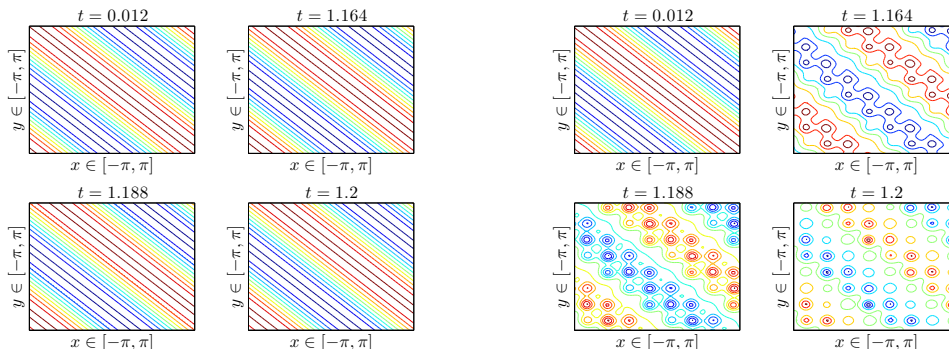 t = 0.012
t = 1.164
y ∈ [−π, π]
y ∈ [−π, π]
x ∈ [−π, π]
x ∈ [−π, π]
t = 1.188
t = 1.2
y ∈ [−π, π]
y ∈ [−π, π]
x ∈ [−π, π]
x ∈ [−π, π]
t = 0.012
t = 1.164
y ∈ [−π, π]
y ∈ [−π, π]
x ∈ [−π, π]
x ∈ [−π, π]
t = 1.188
t = 1.2
y ∈ [−π, π]
y ∈ [−π, π]
x ∈ [−π, π]
x ∈ [−π, π]